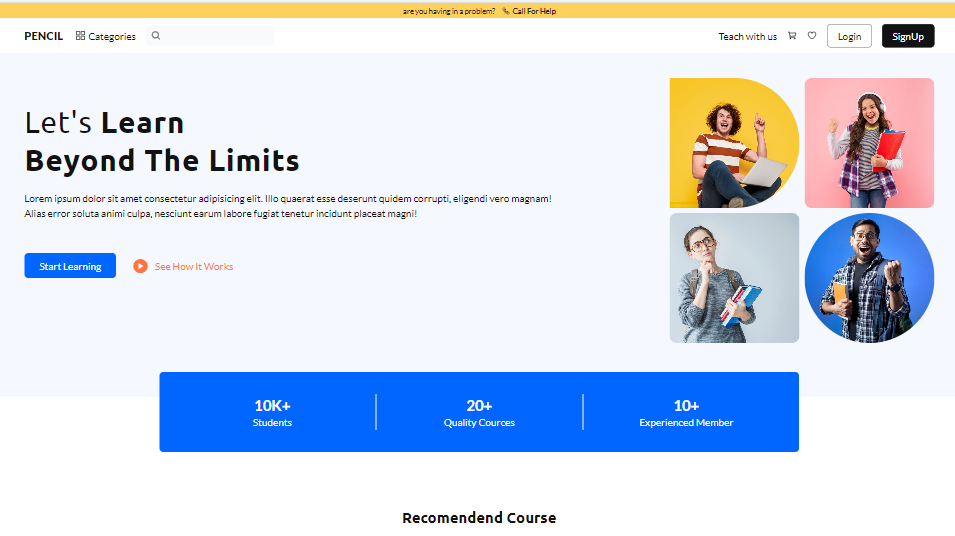 are you having in a problem? Call For Help
PENCIL Categories Teach with us Login SignUp
Let's Learn
Beyond The Limits
Lorem ipsum dolor sit amet consectetur adipisicing elit. Illo quaerat esse deserunt quidem corrupti, eligendi vero magnam!
Alias error soluta animi culpa, nesciunt earum labore fugiat tenetur incidunt placeat magni!
Start Learning See How It Works
10K+ 20+ 10+
Students Quality Cources Experienced Member
Recomendend Course